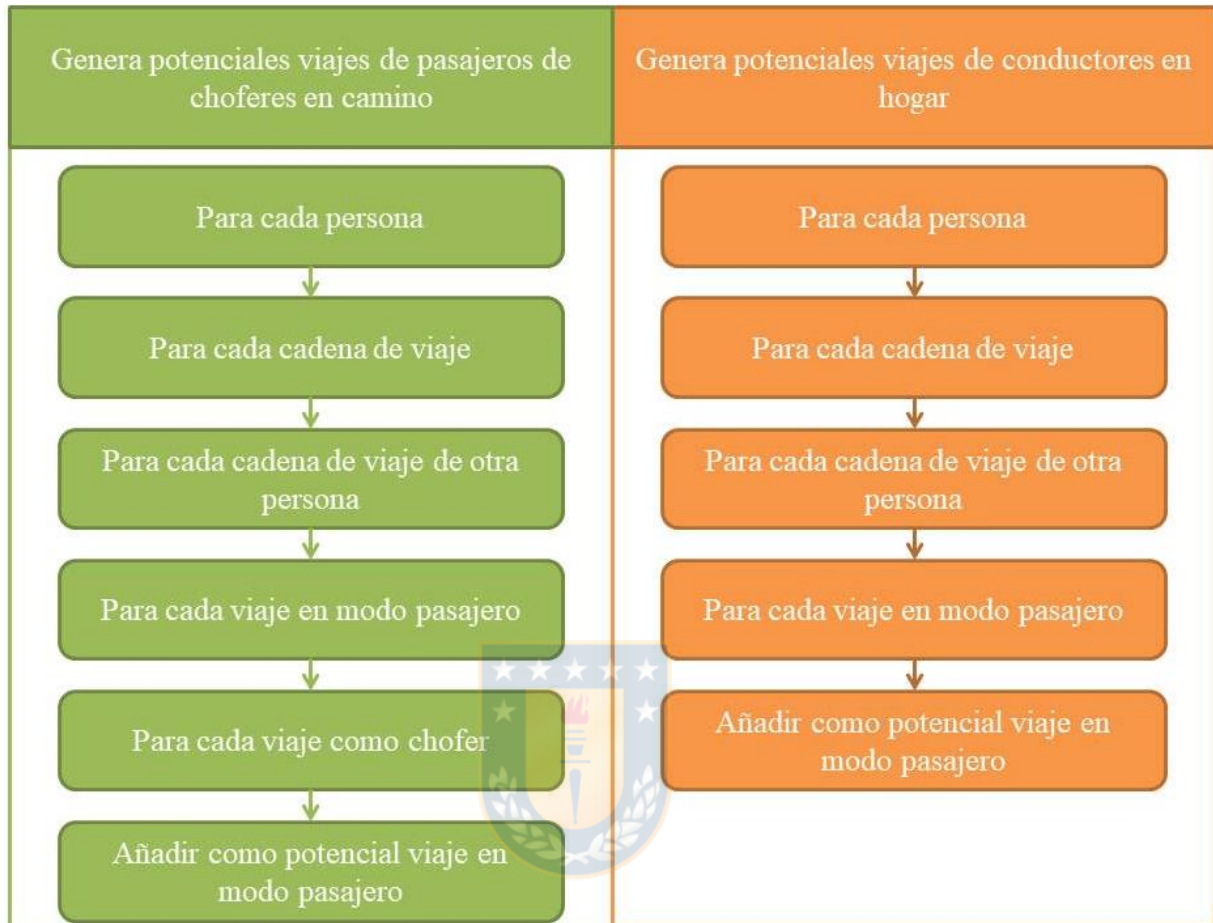 Genera potenciales viajes de pasajeros de
choferes en camino
Para cada persona
Para cada cadena de viaje
Para cada cadena de viaje de otra
persona
Para cada viaje en modo pasajero
Para cada viaje como chofer
Añadir como potencial viaje en
modo pasajero
Genera potenciales viajes de conductores en
hogar
Para cada persona
Para cada cadena de viaje
Para cada cadena de viaje de otra
persona
Para cada viaje en modo pasajero
Añadir como potencial viaje en
modo pasajero